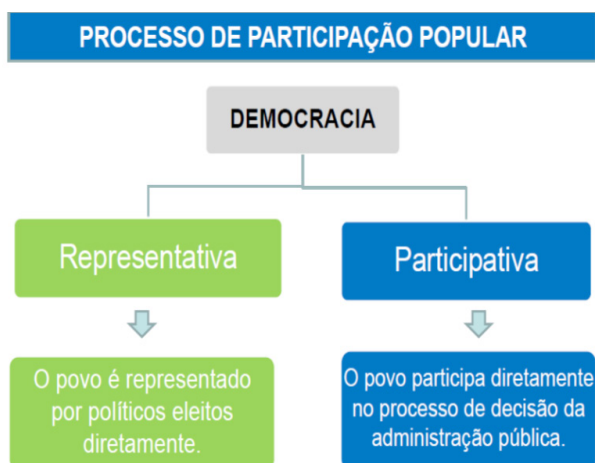 PROCESSO DE PARTICIPAÇÃO POPULAR
DEMOCRACIA
Representativa
Participativa
O povo é representado
por políticos eleitos
diretamente.
O povo participa diretamente
no processo de decisão da
administração pública.